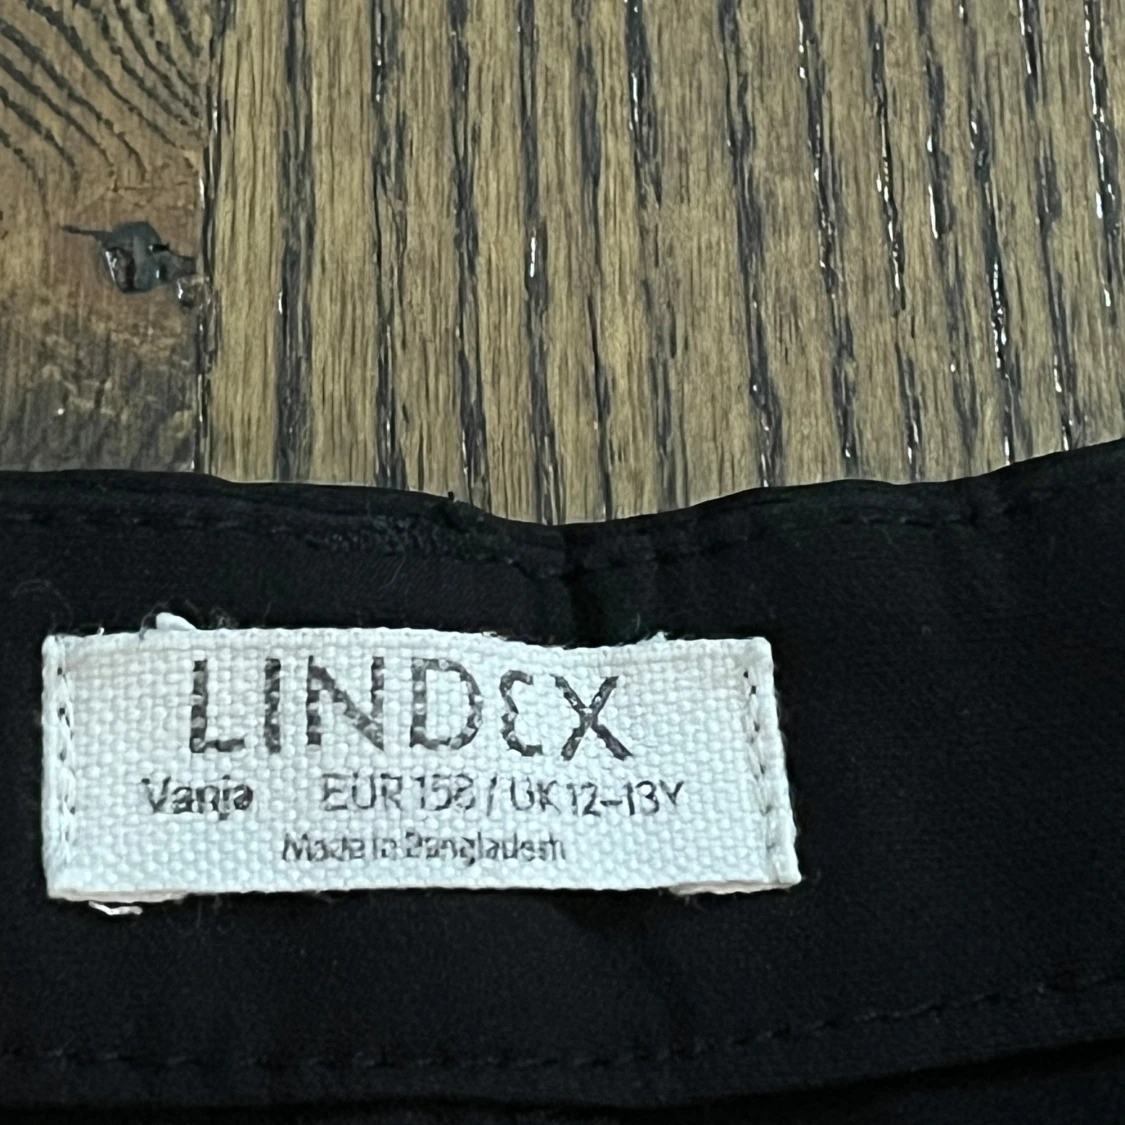 LINDEX
Vanja EUR 158 / UK 12-13Y
Made in Bangladesh